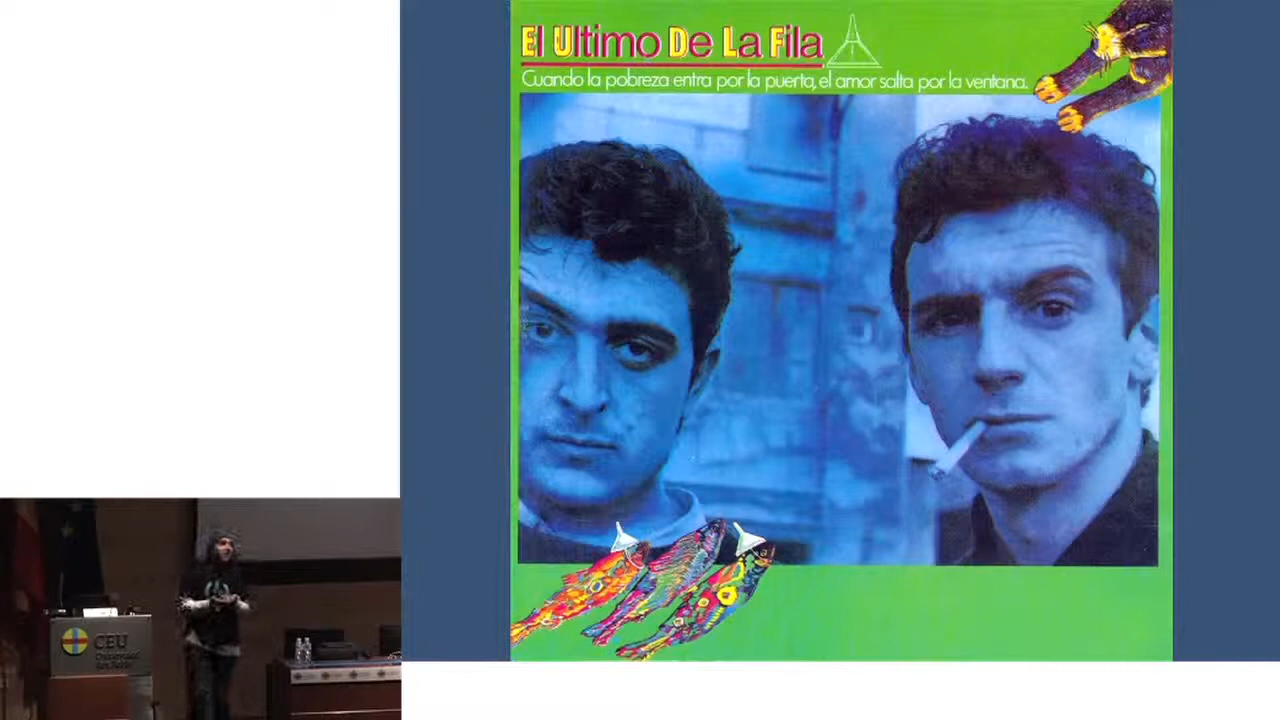 El Ultimo De La Fila
Cuando la pobreza entra por la puerta, el amor salta por la ventana.
CEU